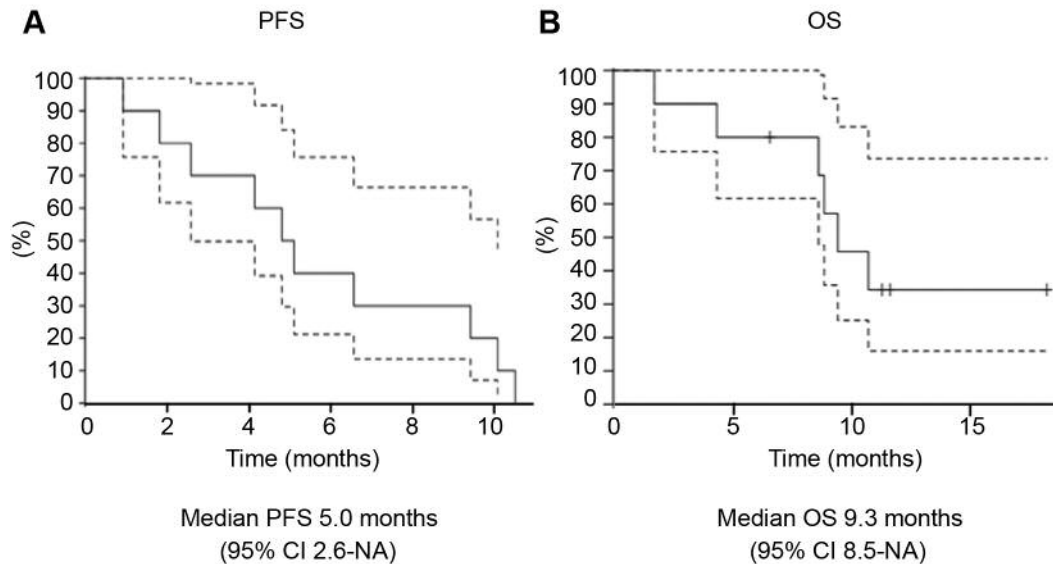 A
PFS
100
90
80
70
60
50
40
30
20
10
0
(%)
0 2 4 6 8 10
Time (months)
Median PFS 5.0 months
(95% CI 2.6-NA)
B
OS
100
90
80
70
60
50
40
30
20
10
0
(%)
0 5 10 15
Time (months)
Median OS 9.3 months
(95% CI 8.5-NA)